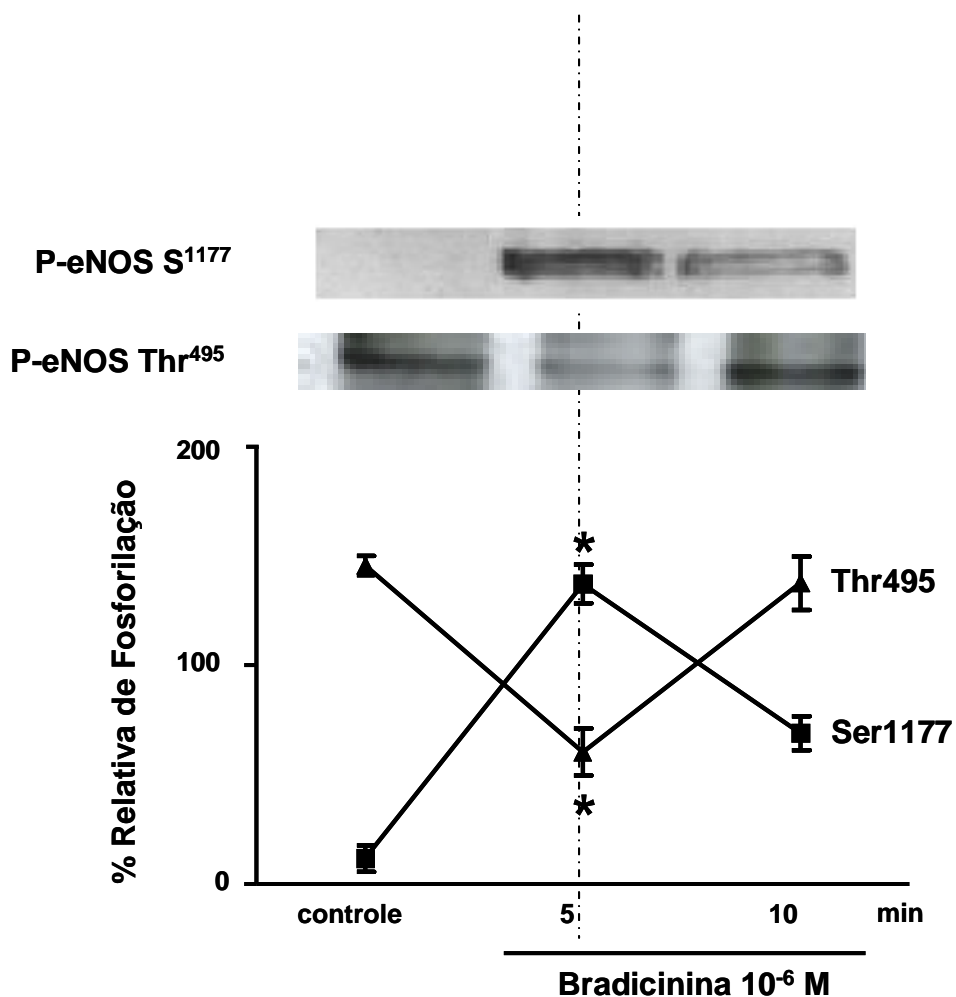 P-eNOS S¹¹⁷⁷
P-eNOS Thr⁴⁹⁵
% Relativa de Fosforilação
200
100
0
*
*
Thr495
Ser1177
controle 5 10 min
Bradicinina 10⁻⁶ M